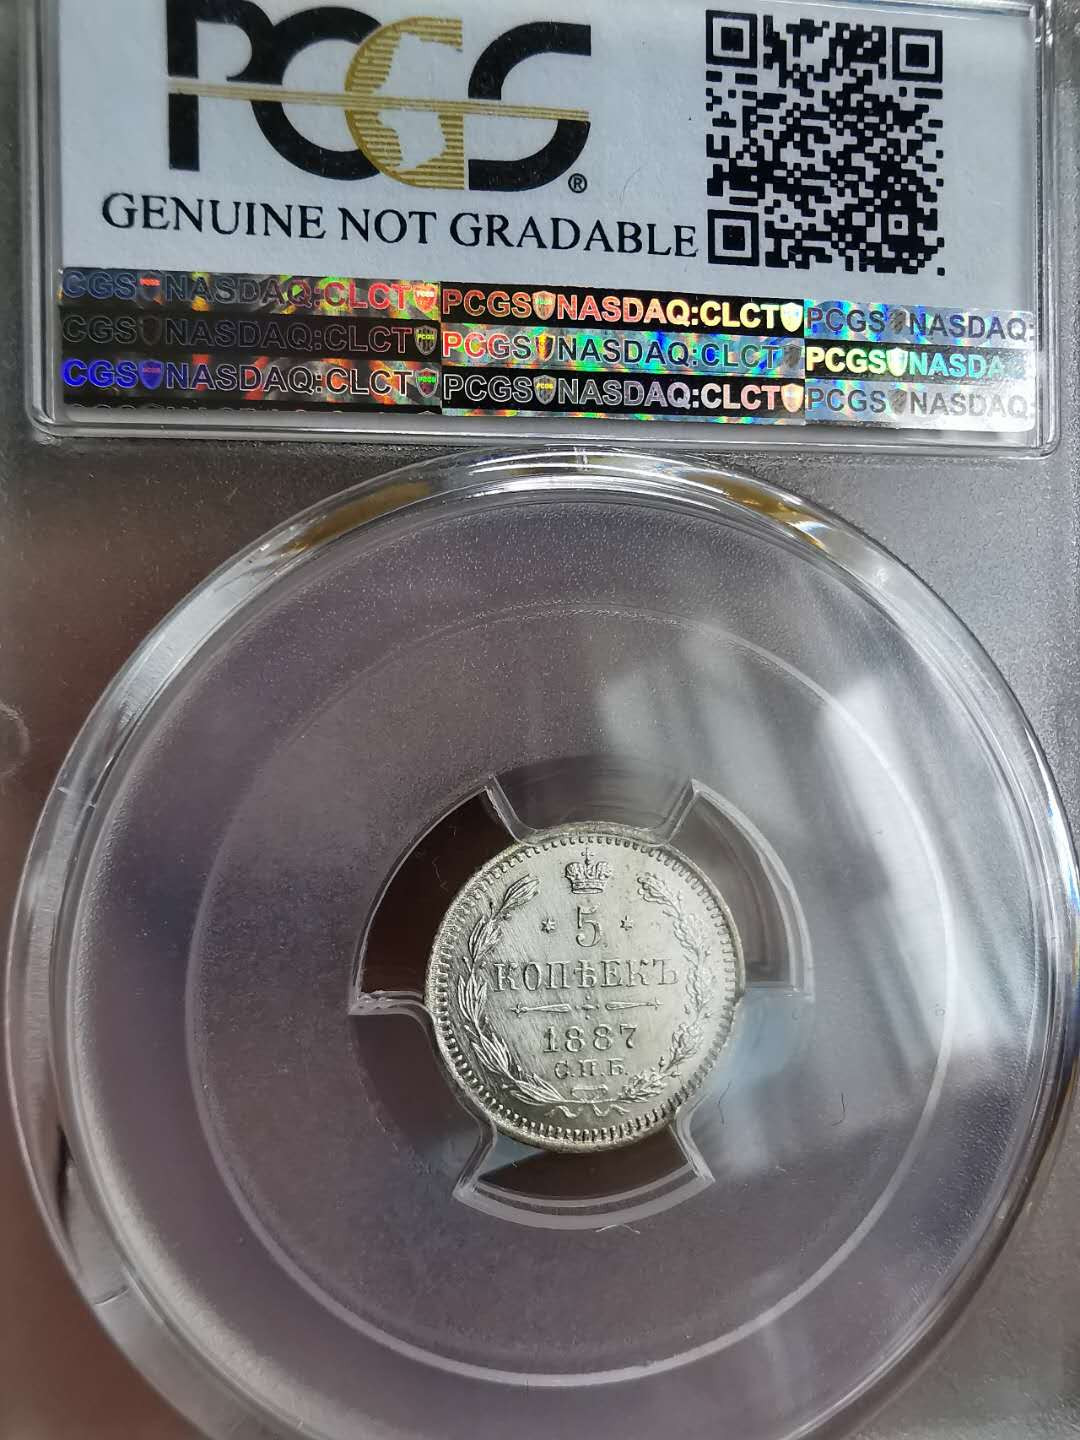 PCGS®
GENUINE NOT GRADABLE
CGS NASDAQ:CLCT PCGS NASDAQ:CLCT PCGS NASDAQ:
CGS NASDAQ:CLCT PCGS NASDAQ:CLCT PCGS NASDA
CGS NASDAQ:CLCT PCGS NASDAQ:CLCT PCGS NASDAQ:
5
КОПѢЕКЪ
1887
С.П.Б.